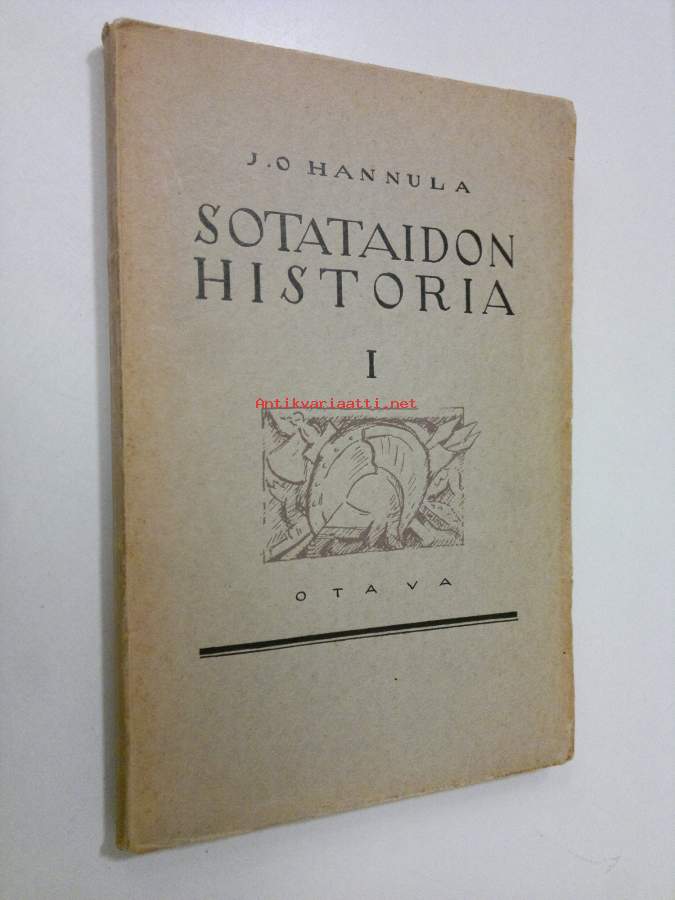 J.O HANNULA
SOTATAIDON
HISTORIA
I
Antikvariaatti.net
OTAVA